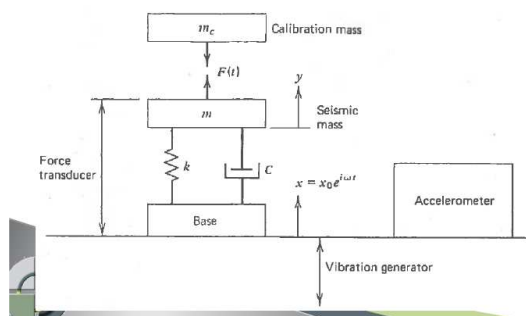 m_c
Calibration mass
F(t)
y
m
Seismic
mass
Force
transducer
k
C
x = x_0e^{iωt}
Accelerometer
Base
Vibration generator